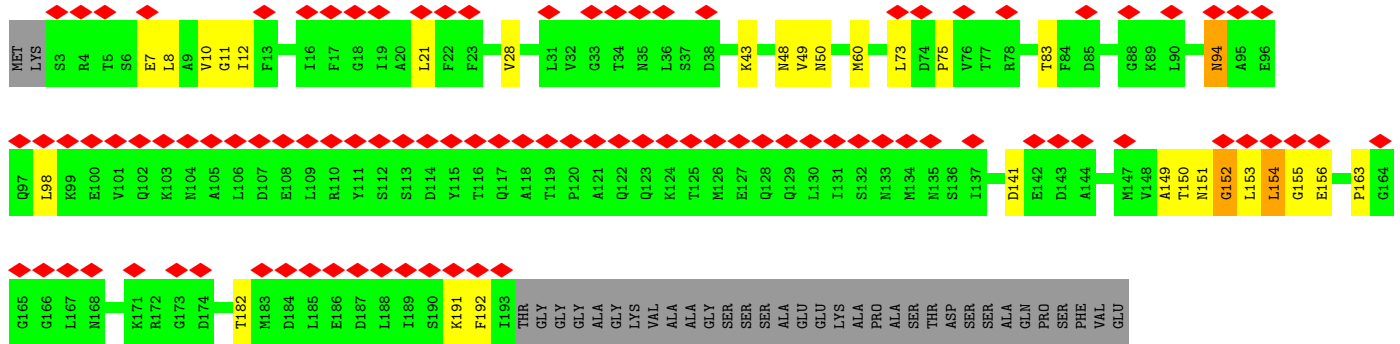 MET LYS S3 R4 T5 S6 E7 L8 A9 V10 G11 I12 F13 I16 F17 G18 I19 A20 L21 F22 F23 V28 L31 V32 G33 T34 N35 L36 S37 D38 K43 N48 V49 N50 M60 L73 D74 P75 V76 T77 R78 T83 F84 D85 G88 K89 L90 N94 A95 E96
Q97 L98 K99 E100 V101 Q102 K103 N104 A105 L106 D107 E108 L109 R110 Y111 S112 S113 D114 Y115 T116 Q117 A118 T119 P120 A121 Q122 Q123 K124 T125 M126 E127 Q128 Q129 L130 I131 S132 N133 M134 N135 S136 I137 D141 E142 D143 A144 M147 V148 A149 T150 N151 G152 L153 L154 G155 E156 P163 G164
G165 G166 L167 N168 K171 R172 G173 D174 T182 M183 D184 L185 E186 D187 L188 I189 S190 K191 F192 I193 THR GLY GLY GLY ALA GLY LYS VAL ALA ALA GLY SER SER SER ALA GLU GLU LYS ALA PRO ALA SER THR ASP SER SER ALA GLN PRO SER PHE VAL GLU